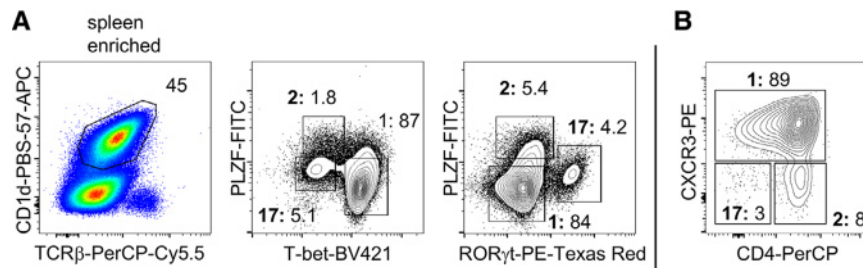 A
spleen
enriched
B
CD1d-PBS-57-APC
45
TCRβ-PerCP-Cy5.5
PLZF-FITC
2: 1.8
1: 87
17: 5.1
T-bet-BV421
PLZF-FITC
2: 5.4
17: 4.2
1: 84
RORγt-PE-Texas Red
CXCR3-PE
1: 89
17: 3
2: 8
CD4-PerCP